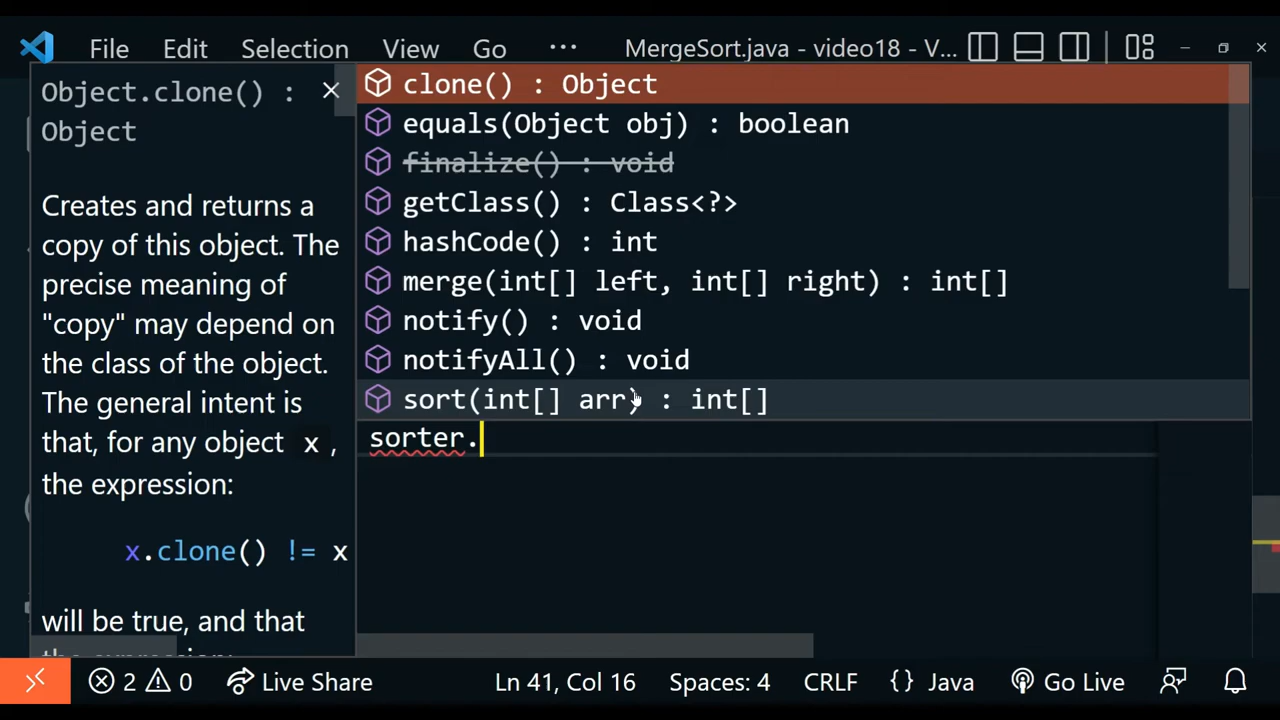 File Edit Selection View Go ··· MergeSort.java - video18 - V...
Object.clone() :
Object
Creates and returns a
copy of this object. The
precise meaning of
"copy" may depend on
the class of the object.
The general intent is
that, for any object x,
the expression:
x.clone() != x
will be true, and that
clone() : Object
equals(Object obj) : boolean
finalize() : void
getClass() : Class<?>
hashCode() : int
merge(int[] left, int[] right) : int[]
notify() : void
notifyAll() : void
sort(int[] arr) : int[]
sorter.
2 0 Live Share Ln 41, Col 16 Spaces: 4 CRLF {} Java Go Live